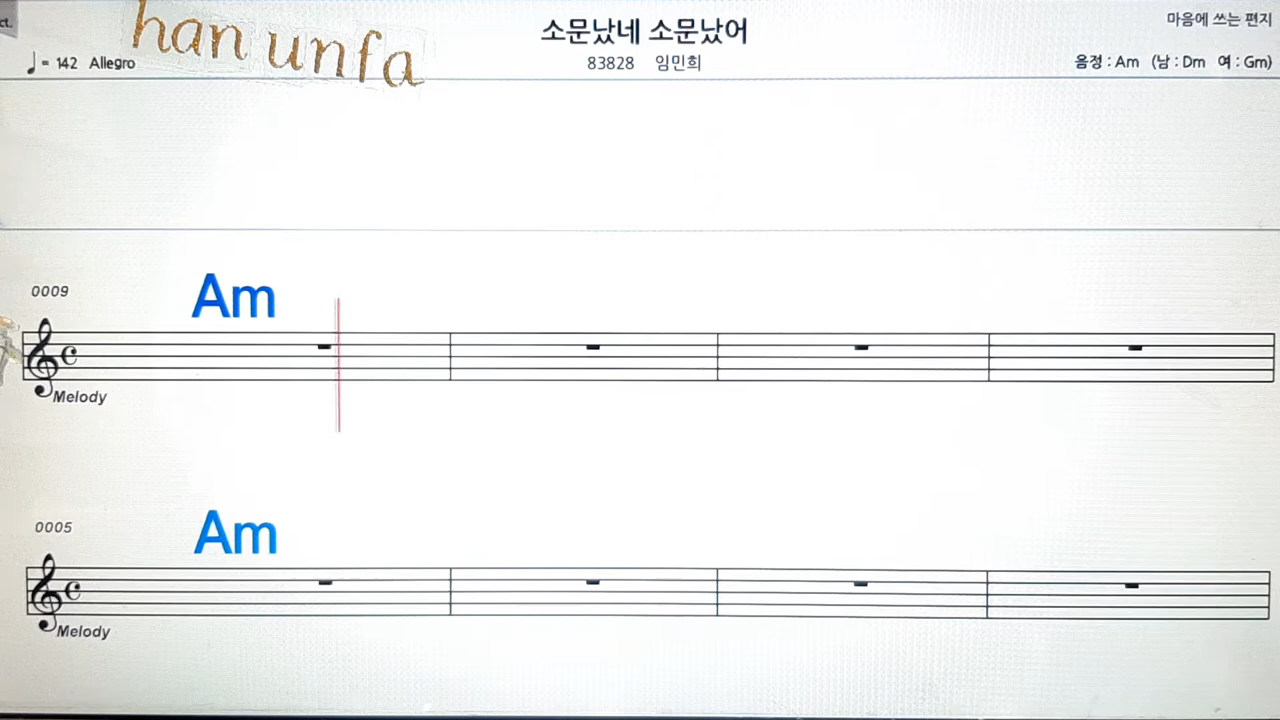 ct.
han unfa
소문났네 소문났어
마음에 쓰는 편지
♩ = 142 Allegro
83828 임민희
음정 : Am (남 : Dm 여 : Gm)
0009
Am
Melody
0005
Am
Melody